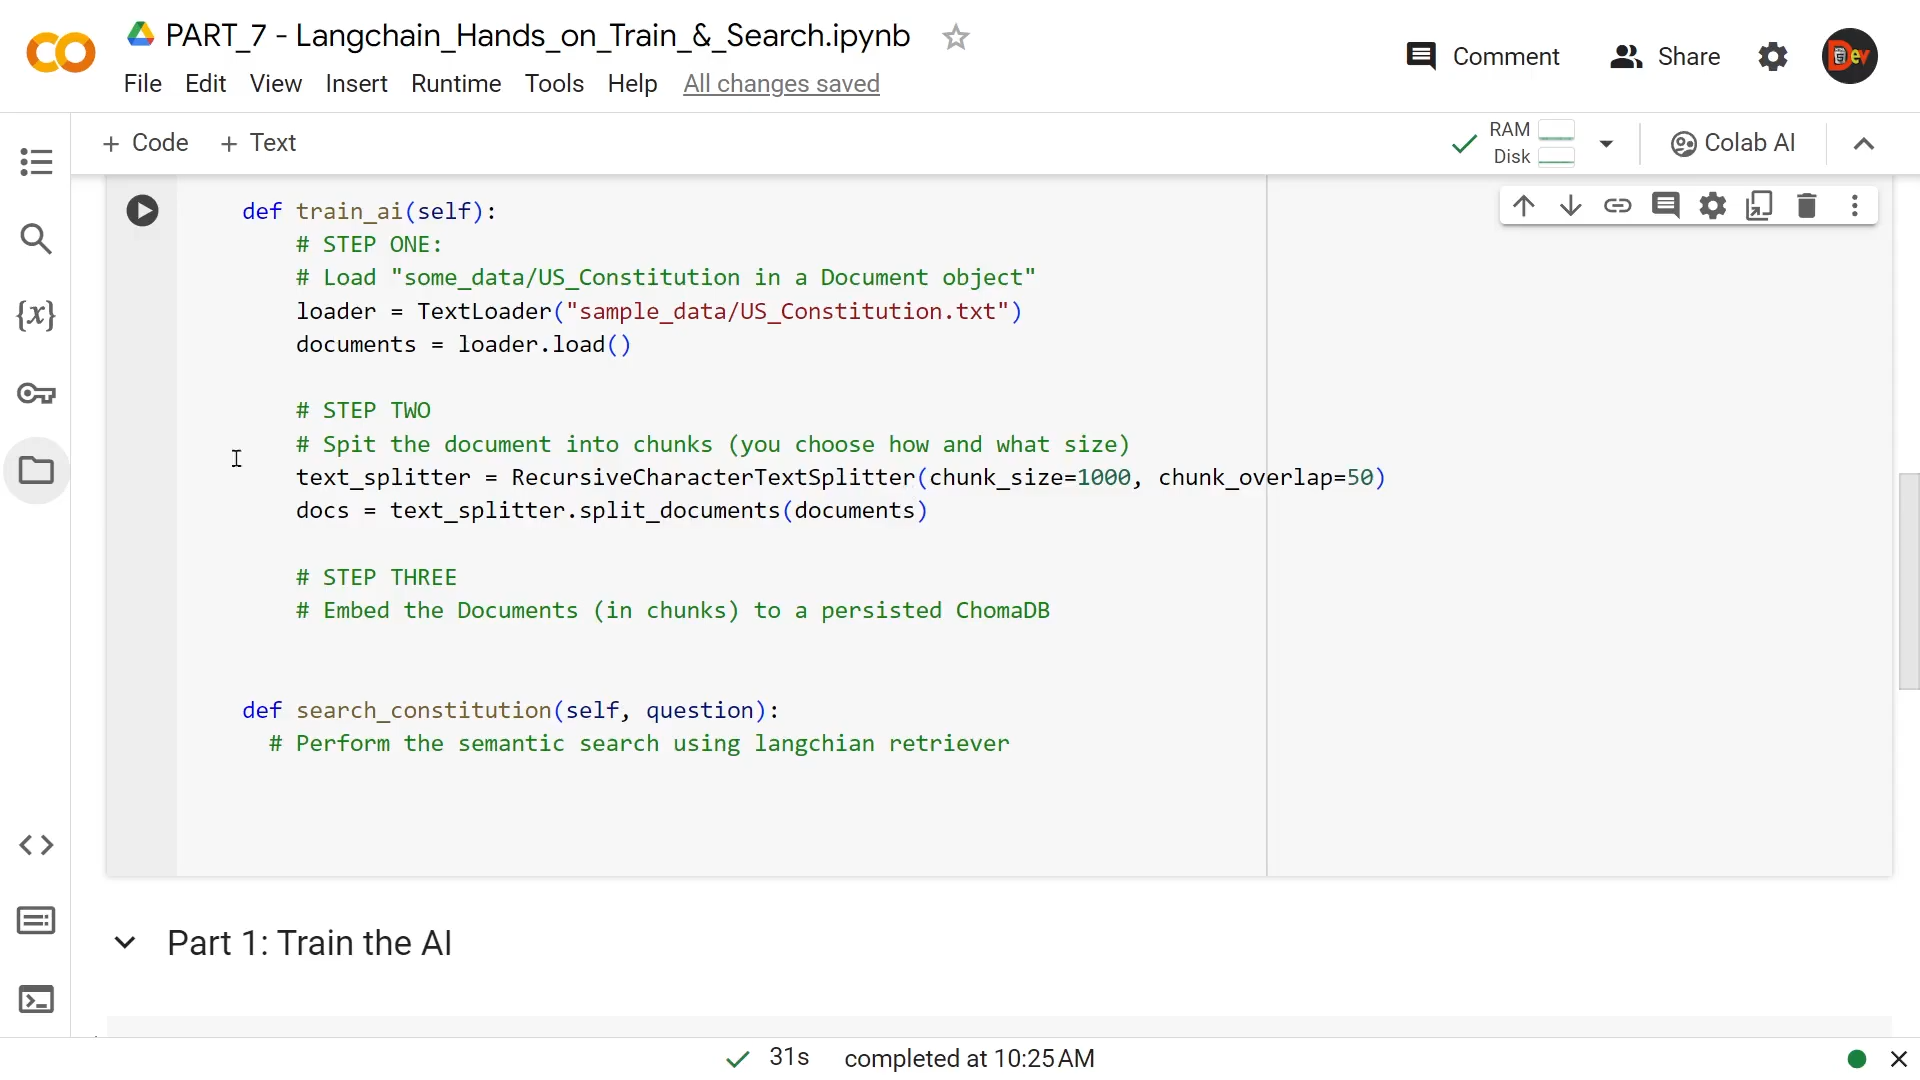 PART_7 - Langchain_Hands_on_Train_&_Search.ipynb
File Edit View Insert Runtime Tools Help All changes saved
Comment
Share
Dev
+ Code + Text
RAM
Disk
Colab AI
{x}
def train_ai(self):
# STEP ONE:
# Load "some_data/US_Constitution in a Document object"
loader = TextLoader("sample_data/US_Constitution.txt")
documents = loader.load()
# STEP TWO
# Spit the document into chunks (you choose how and what size)
text_splitter = RecursiveCharacterTextSplitter(chunk_size=1000, chunk_overlap=50)
docs = text_splitter.split_documents(documents)
# STEP THREE
# Embed the Documents (in chunks) to a persisted ChomaDB
def search_constitution(self, question):
# Perform the semantic search using langchian retriever
Part 1: Train the AI
31s completed at 10:25 AM